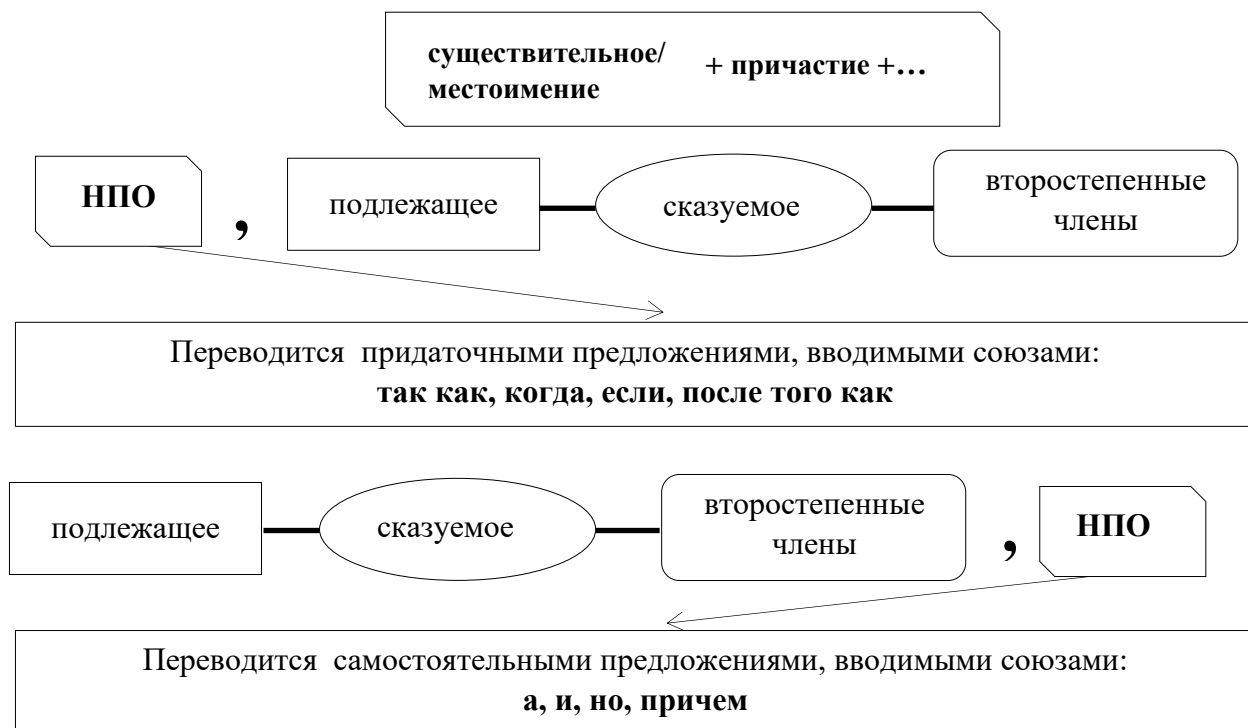 существительное/ + причастие +…
местоимение
НПО , подлежащее сказуемое второстепенные
члены
Переводится придаточными предложениями, вводимыми союзами:
так как, когда, если, после того как
подлежащее сказуемое второстепенные
члены , НПО
Переводится самостоятельными предложениями, вводимыми союзами:
а, и, но, причем